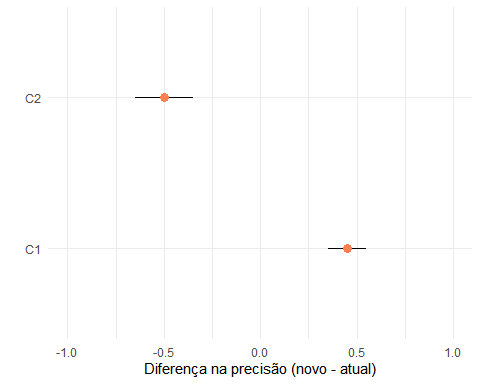 C2
C1
-1.0 -0.5 0.0 0.5 1.0
Diferença na precisão (novo - atual)